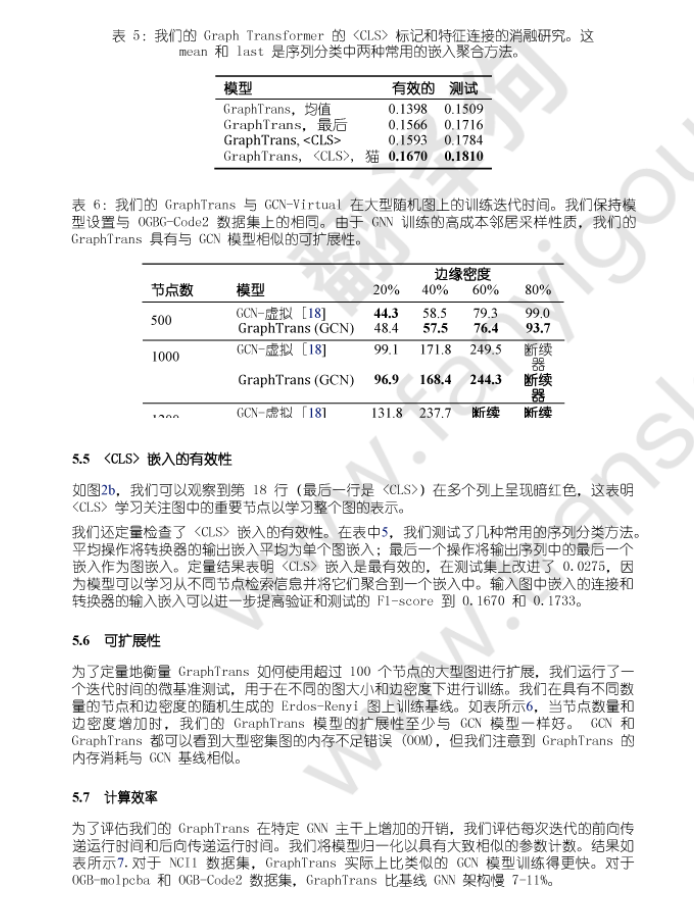 表 5: 我们的 Graph Transformer 的 <CLS> 标记和特征连接的消融研究。这
mean 和 last 是序列分类中两种常用的嵌入聚合方法。
模型 有效的 测试
GraphTrans, 均值 0.1398 0.1509
GraphTrans, 最后 0.1566 0.1716
GraphTrans, <CLS> 0.1593 0.1784
GraphTrans, <CLS>, 猫 0.1670 0.1810
表 6: 我们的 GraphTrans 与 GCN-Virtual 在大型随机图上的训练迭代时间。我们保持模
型设置与 OGBG-Code2 数据集上的相同。由于 GNN 训练的高成本邻居采样性质, 我们的
GraphTrans 具有与 GCN 模型相似的可扩展性。
边缘密度
节点数 模型 20% 40% 60% 80%
500 GCN-虚拟 [18] 44.3 58.5 79.3 99.0
GraphTrans (GCN) 48.4 57.5 76.4 93.7
1000 GCN-虚拟 [18] 99.1 171.8 249.5 断续
器
GraphTrans (GCN) 96.9 168.4 244.3 断续
器
GCN-虚拟 [18] 131.8 237.7 断续 断续
5.5 <CLS> 嵌入的有效性
如图2b, 我们可以观察到第 18 行 (最后一行是 <CLS>) 在多个列上呈现暗红色, 这表明
<CLS> 学习关注图中的重要节点以学习整个图的表示。
我们还定量检查了 <CLS> 嵌入的有效性。在表中5, 我们测试了几种常用的序列分类方法。
平均操作将转换器的输出嵌入平均为单个图嵌入; 最后一个操作将输出序列中的最后一个
嵌入作为图嵌入。定量结果表明 <CLS> 嵌入是最有效的, 在测试集上改进了 0.0275, 因
为模型可以学习从不同节点检索信息并将它们聚合到一个嵌入中。输入图中嵌入的连接和
转换器的输入嵌入可以进一步提高验证和测试的 F1-score 到 0.1670 和 0.1733。
5.6 可扩展性
为了定量地衡量 GraphTrans 如何使用超过 100 个节点的大型图进行扩展, 我们运行了一
个迭代时间的微基准测试, 用于在不同的图大小和边密度下进行训练。我们在具有不同数
量的节点和边密度的随机生成的 Erdos-Renyi 图上训练基线。如表所示6, 当节点数量和
边密度增加时, 我们的 GraphTrans 模型的扩展性至少与 GCN 模型一样好。 GCN 和
GraphTrans 都可以看到大型密集图的内存不足错误 (OOM), 但我们注意到 GraphTrans 的
内存消耗与 GCN 基线相似。
5.7 计算效率
为了评估我们的 GraphTrans 在特定 GNN 主干上增加的开销, 我们评估每次迭代的前向传
递运行时间和后向传递运行时间。我们将模型归一化以具有大致相似的参数计数。结果如
表所示7.对于 NCI1 数据集, GraphTrans 实际上比类似的 GCN 模型训练得更快。对于
OGB-molpcba 和 OGB-Code2 数据集, GraphTrans 比基线 GNN 架构慢 7-11%。